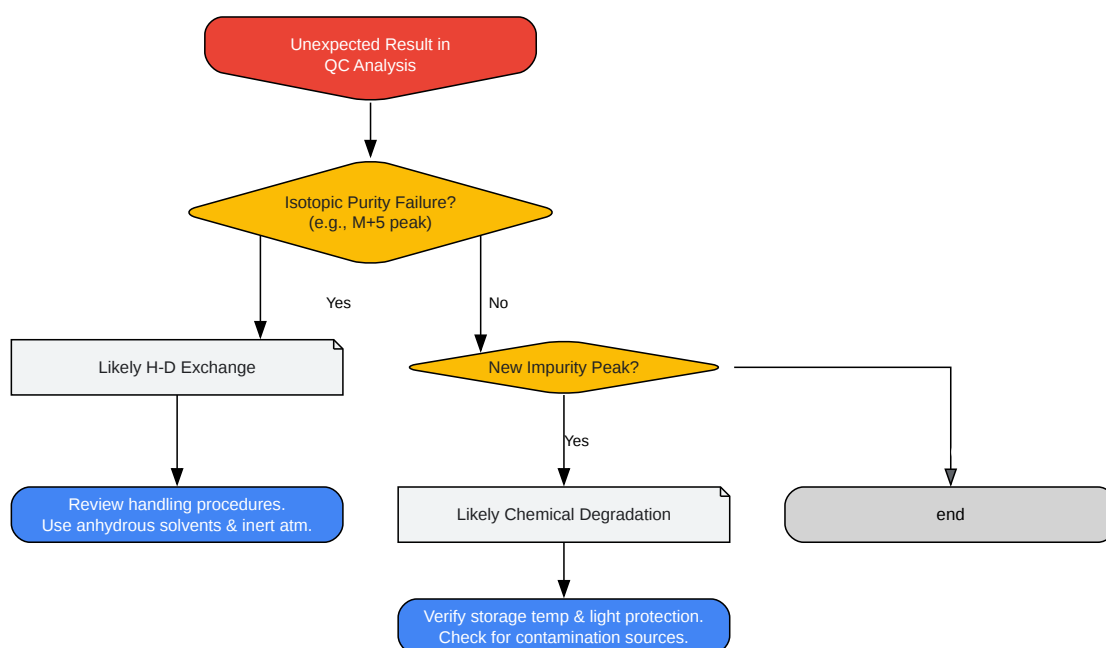 Unexpected Result in
QC Analysis
Isotopic Purity Failure?
(e.g., M+5 peak)
Yes
No
Likely H-D Exchange
New Impurity Peak?
Yes
Review handling procedures.
Use anhydrous solvents & inert atm.
Likely Chemical Degradation
end
Verify storage temp & light protection.
Check for contamination sources.